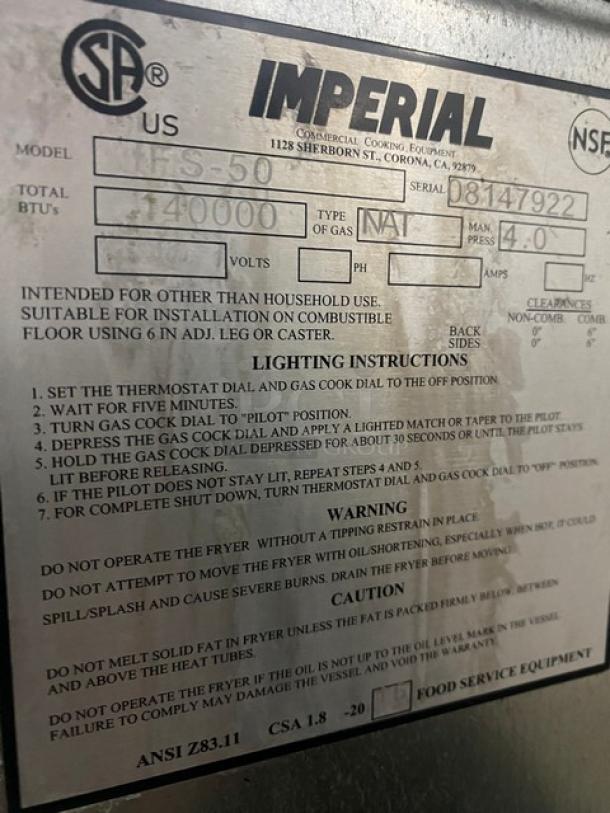 CSA ® US
IMPERIAL
COMMERCIAL COOKING EQUIPMENT
1128 SHERBORN ST., CORONA, CA, 92879
NSF
MODEL
-50
SERIAL 08147922
TOTAL BTU's 140000 TYPE OF GAS NAT MAN. PRESS 4.0
VOLTS PH AMPS HZ
INTENDED FOR OTHER THAN HOUSEHOLD USE.
SUITABLE FOR INSTALLATION ON COMBUSTIBLE
FLOOR USING 6 IN ADJ. LEG OR CASTER.
CLEARANCES
NON-COMB. COMB.
BACK 0" 6"
SIDES 0" 6"
LIGHTING INSTRUCTIONS
1. SET THE THERMOSTAT DIAL AND GAS COOK DIAL TO THE OFF POSITION
2. WAIT FOR FIVE MINUTES.
3. TURN GAS COCK DIAL TO "PILOT" POSITION.
4. DEPRESS THE GAS COCK DIAL AND APPLY A LIGHTED MATCH OR TAPER TO THE PILOT.
5. HOLD THE GAS COCK DIAL DEPRESSED FOR ABOUT 30 SECONDS OR UNTIL THE PILOT STAYS
LIT BEFORE RELEASING.
6. IF THE PILOT DOES NOT STAY LIT, REPEAT STEPS 4 AND 5.
7. FOR COMPLETE SHUT DOWN, TURN THERMOSTAT DIAL AND GAS COCK DIAL TO "OFF" POSITION.
WARNING
DO NOT OPERATE THE FRYER WITHOUT A TIPPING RESTRAIN IN PLACE.
DO NOT ATTEMPT TO MOVE THE FRYER WITH OIL/SHORTENING, ESPECIALLY WHEN HOT, IT COULD
SPILL/SPLASH AND CAUSE SEVERE BURNS. DRAIN THE FRYER BEFORE MOVING!
CAUTION
DO NOT MELT SOLID FAT IN FRYER UNLESS THE FAT IS PACKED FIRMLY BELOW, BETWEEN
AND ABOVE THE HEAT TUBES.
DO NOT OPERATE THE FRYER IF THE OIL IS NOT UP TO THE OIL LEVEL MARK IN THE VESSEL
FAILURE TO COMPLY MAY DAMAGE THE VESSEL AND VOID THE WARRANTY.
ANSI Z83.11 CSA 1.8 -20 FOOD SERVICE EQUIPMENT